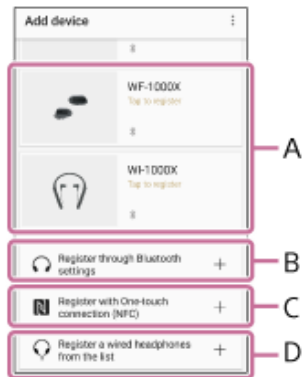 Add device
WF-1000X
Tap to register
WI-1000X
Tap to register
A
Register through Bluetooth
settings
B
Register with One-touch
connection (NFC)
C
Register a wired headphones
from the list
D